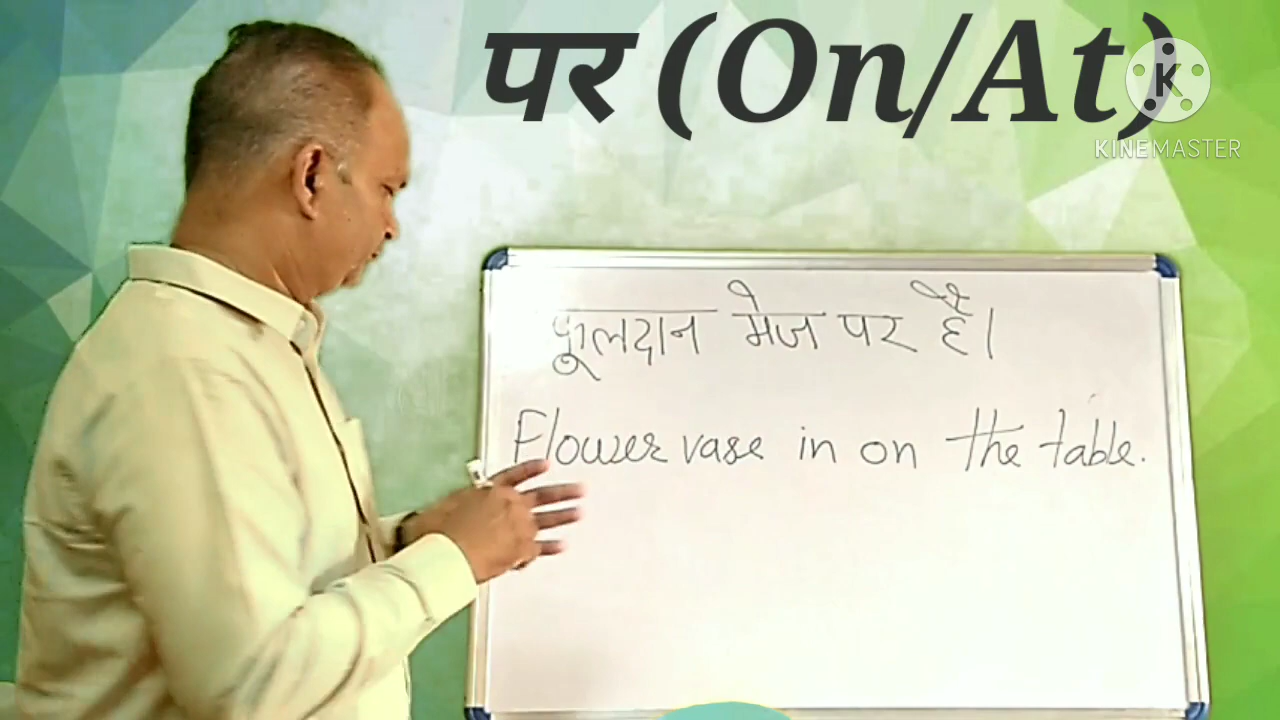 पर (On/At)
KINEMASTER
फूलदान मेज पर है।
Flower vase in on the table.